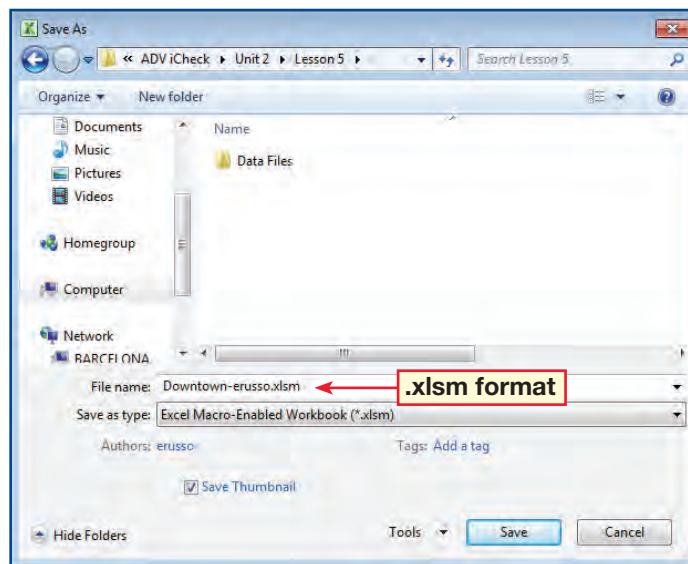 Save As
« ADV iCheck ▸ Unit 2 ▸ Lesson 5 ▸ Search Lesson 5
Organize ▾ New folder
Documents Name
Music
Data Files
Pictures
Videos
Homegroup
Computer
Network
BARCELONA
File name: Downtown-erusso.xlsm .xlsm format
Save as type: Excel Macro-Enabled Workbook (*.xlsm)
Authors: erusso Tags: Add a tag
Save Thumbnail
Hide Folders Tools ▾ Save Cancel